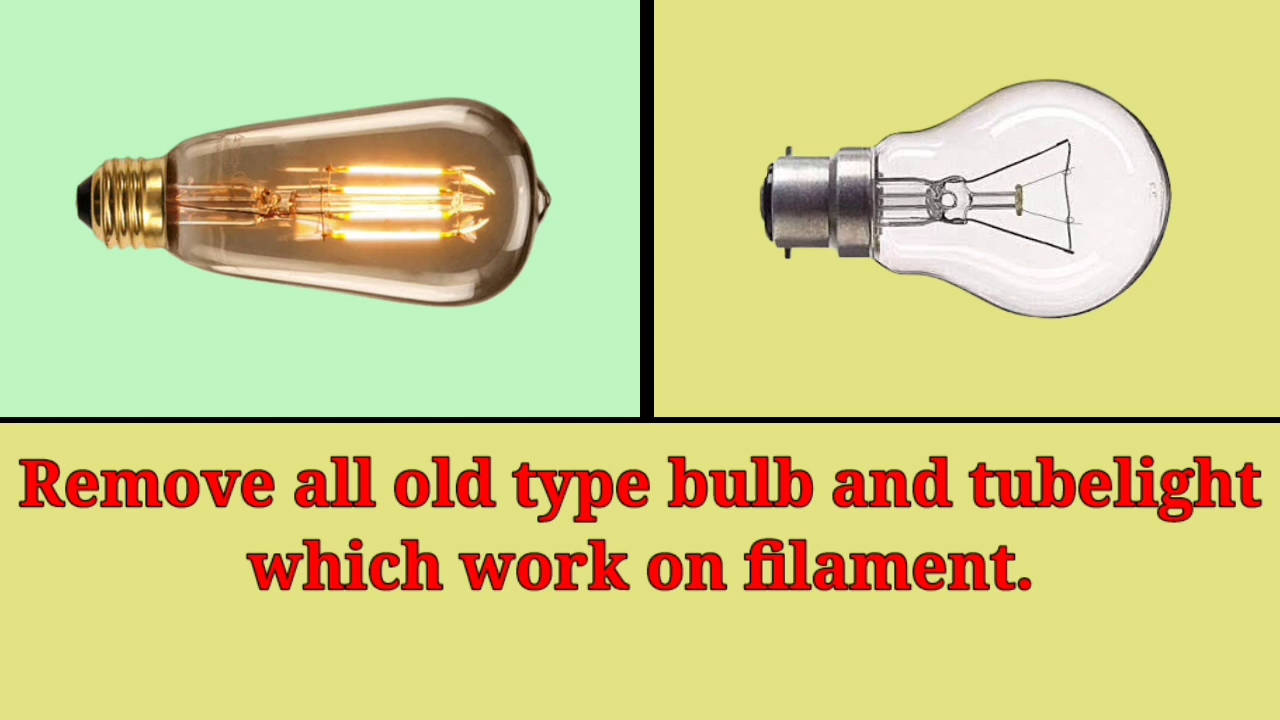 Remove all old type bulb and tubelight
which work on filament.